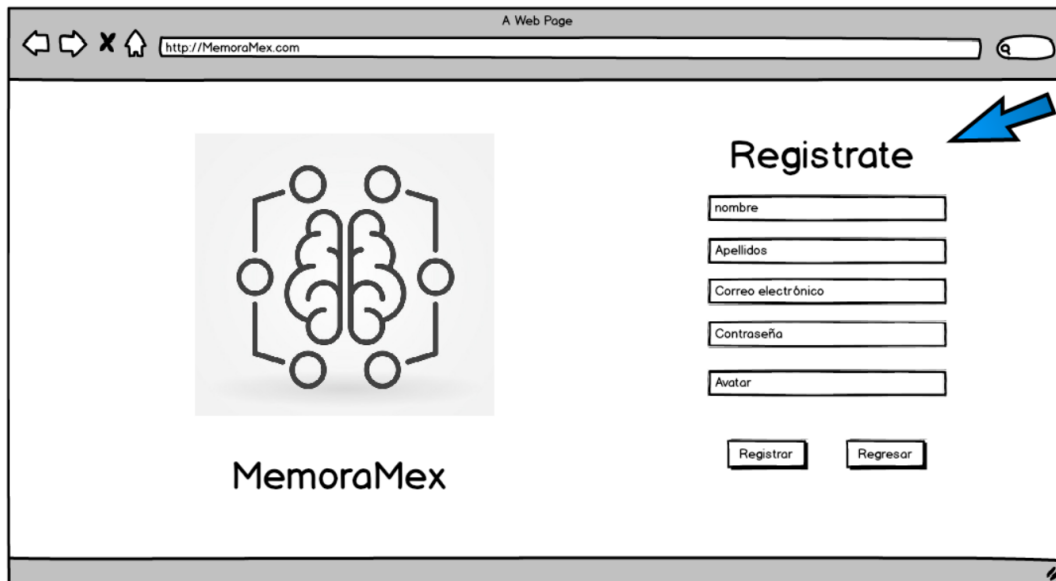 A Web Page
http://MemoraMex.com
Registrate
nombre
Apellidos
Correo electrónico
Contraseña
Avatar
Registrar
Regresar
MemoraMex